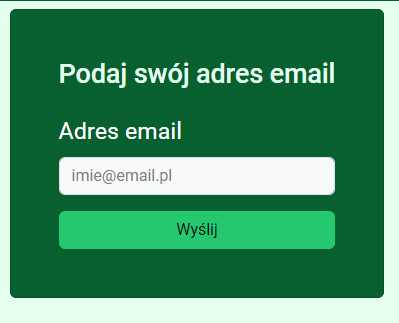 Podaj swój adres email
Adres email
imie@email.pl
Wyślij